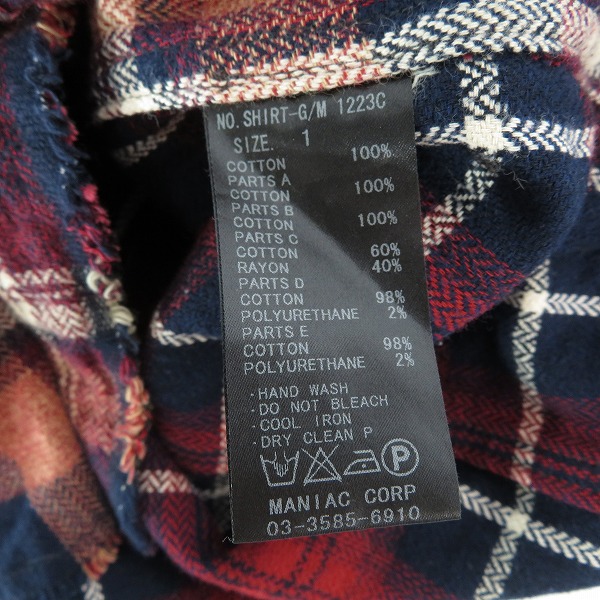 NO. SHIRT-G/M 1223C
SIZE. 1
COTTON 100%
PARTS A
COTTON 100%
PARTS B
COTTON 100%
PARTS C
COTTON 60%
RAYON 40%
PARTS D
COTTON 98%
POLYURETHANE 2%
PARTS E
COTTON 98%
POLYURETHANE 2%
・HAND WASH
・DO NOT BLEACH
・COOL IRON
・DRY CLEAN P
P
MANIAC CORP
03-3585-6910